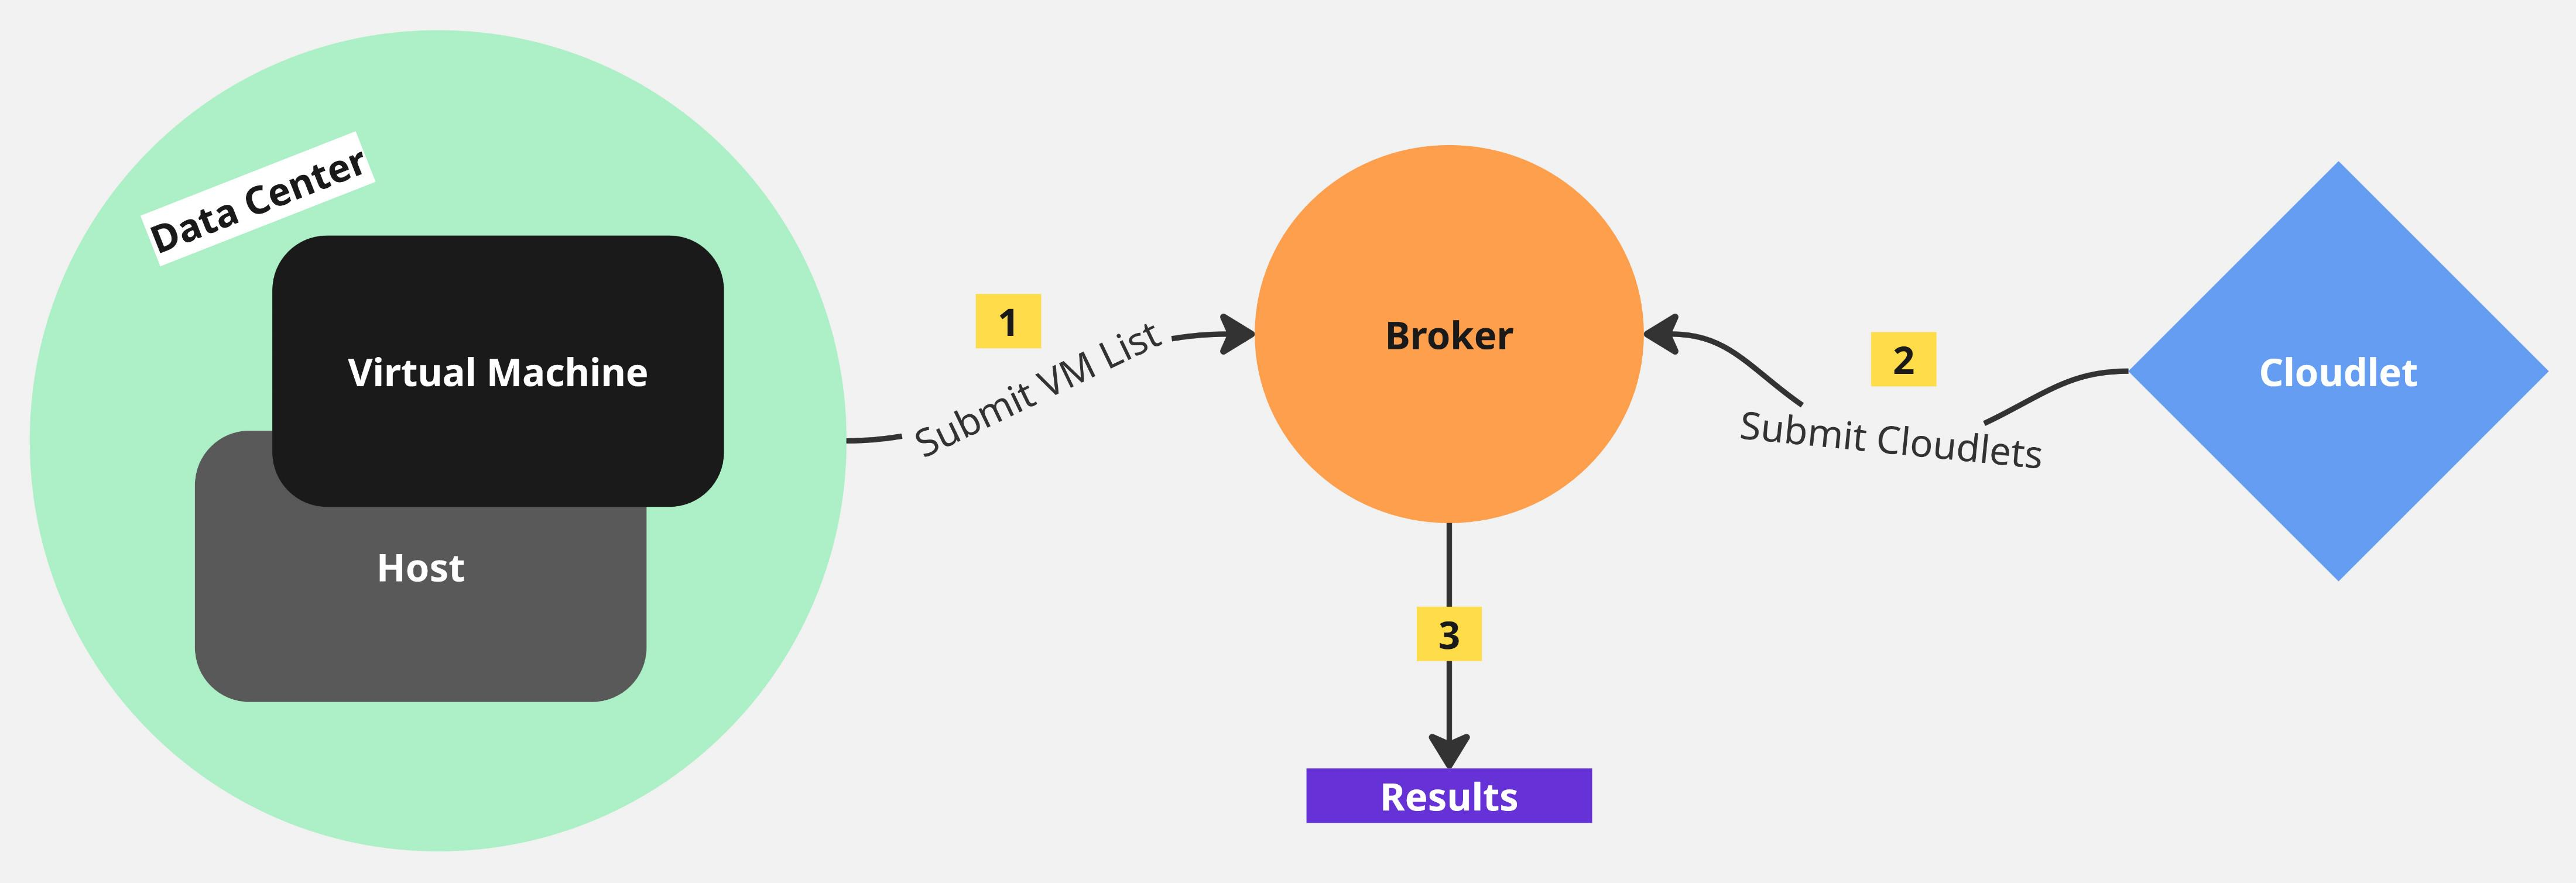 Data Center
Virtual Machine
Host
1
Submit VM List
Broker
2
Submit Cloudlets
Cloudlet
3
Results